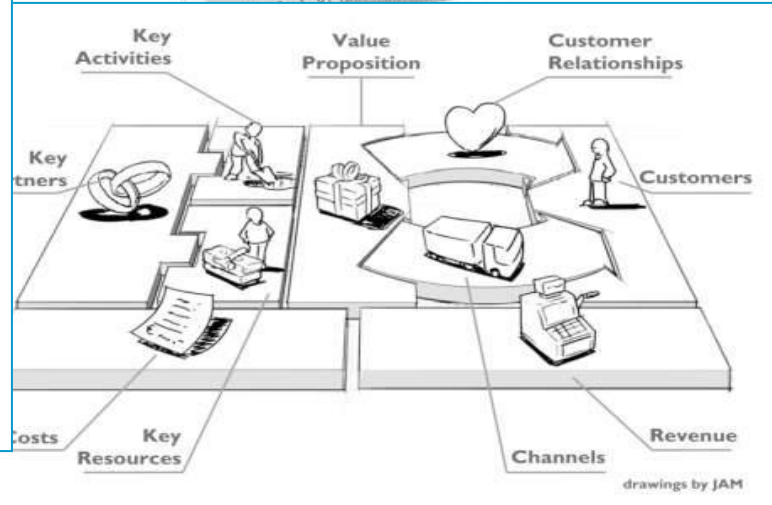 Key
Activities
Value
Proposition
Customer
Relationships
Key
tners
Customers
Costs
Key
Resources
Channels
Revenue
drawings by JAM